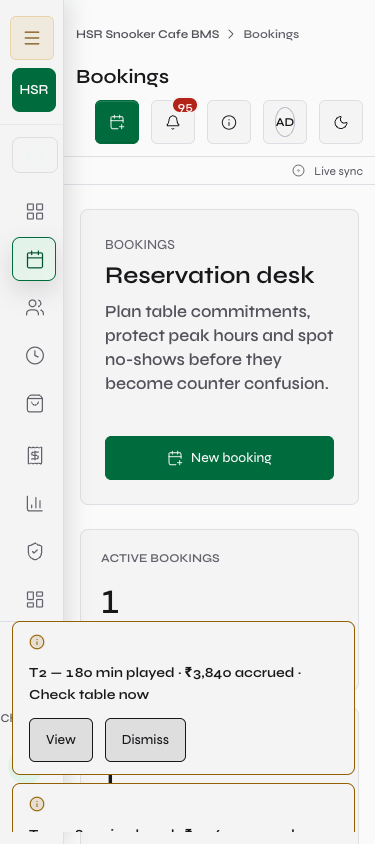 HSR Snooker Cafe BMS > Bookings
HSR
Bookings
95
AD
Live sync
BOOKINGS
Reservation desk
Plan table commitments,
protect peak hours and spot
no-shows before they
become counter confusion.
New booking
ACTIVE BOOKINGS
1
T2 — 180 min played · ₹3,840 accrued ·
Check table now
View
Dismiss